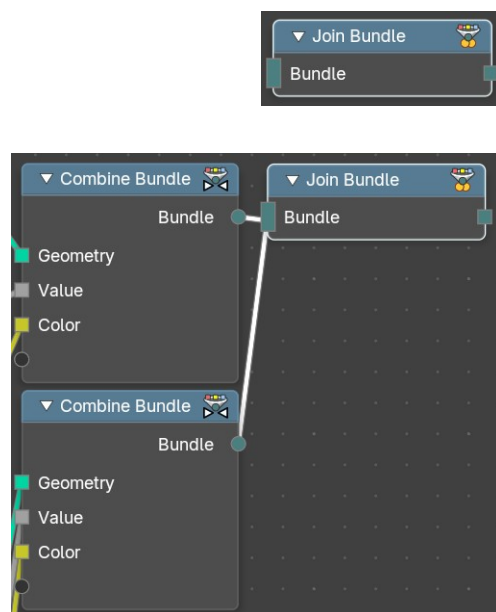 Join Bundle
Bundle
Combine Bundle
Bundle
Geometry
Value
Color
Join Bundle
Bundle
Combine Bundle
Bundle
Geometry
Value
Color